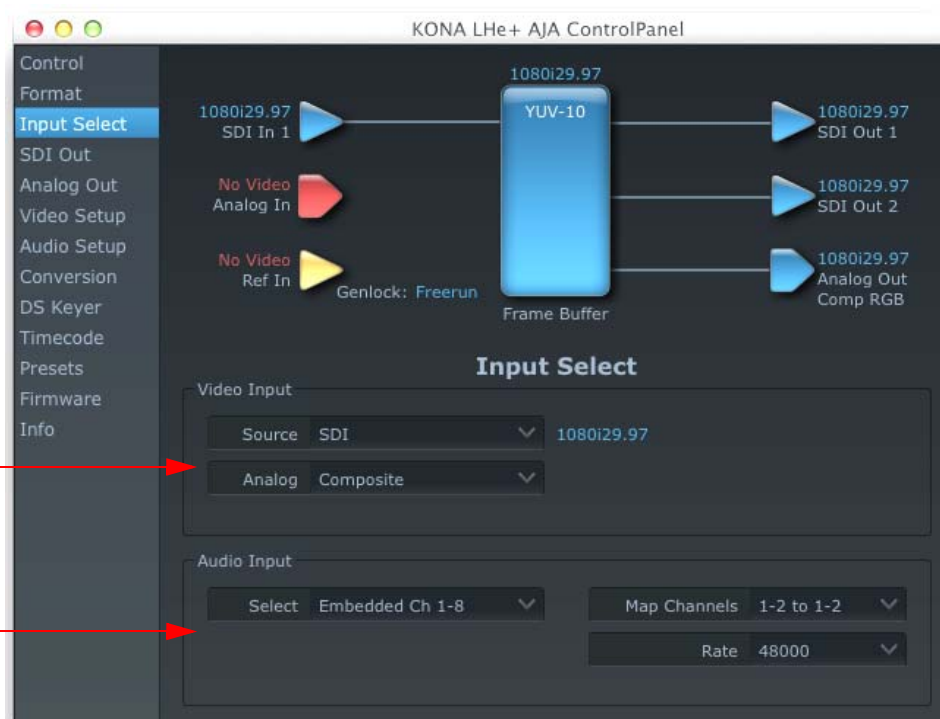 KONA LHe+ AJA ControlPanel
Control
Format
Input Select
SDI Out
Analog Out
Video Setup
Audio Setup
Conversion
DS Keyer
Timecode
Presets
Firmware
Info
1080i29.97
1080i29.97
SDI In 1
YUV-10
1080i29.97
SDI Out 1
No Video
Analog In
1080i29.97
SDI Out 2
No Video
Ref In
Genlock: Freerun
1080i29.97
Analog Out
Comp RGB
Frame Buffer
Input Select
Video Input
Source SDI 1080i29.97
Analog Composite
Audio Input
Select Embedded Ch 1-8 Map Channels 1-2 to 1-2
Rate 48000